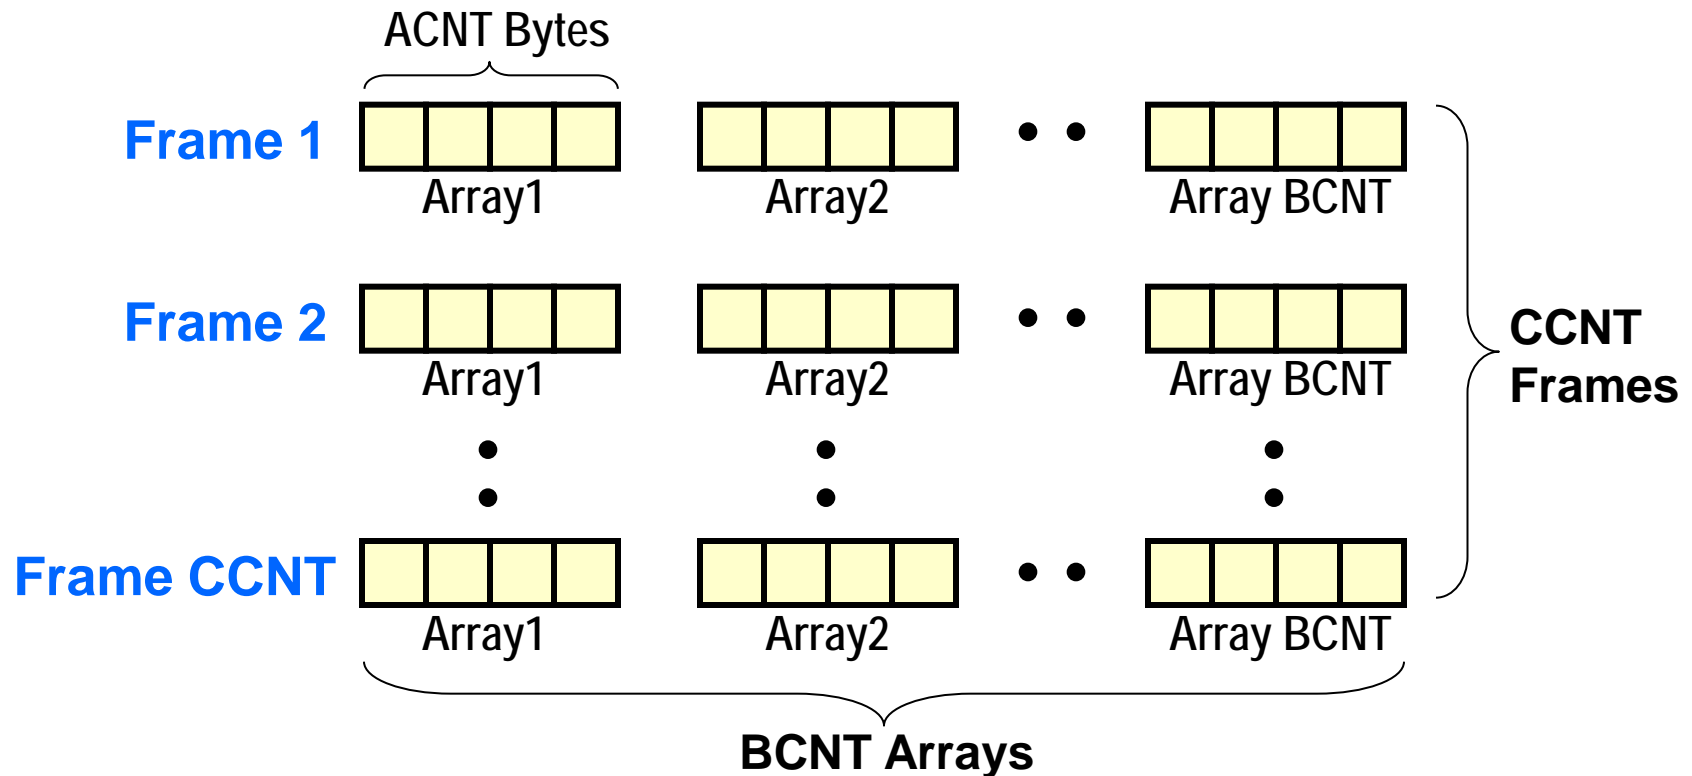 ACNT Bytes
Frame 1
Array1
Array2
Array BCNT
Frame 2
Array1
Array2
Array BCNT
CCNT
Frames
Frame CCNT
Array1
Array2
Array BCNT
BCNT Arrays